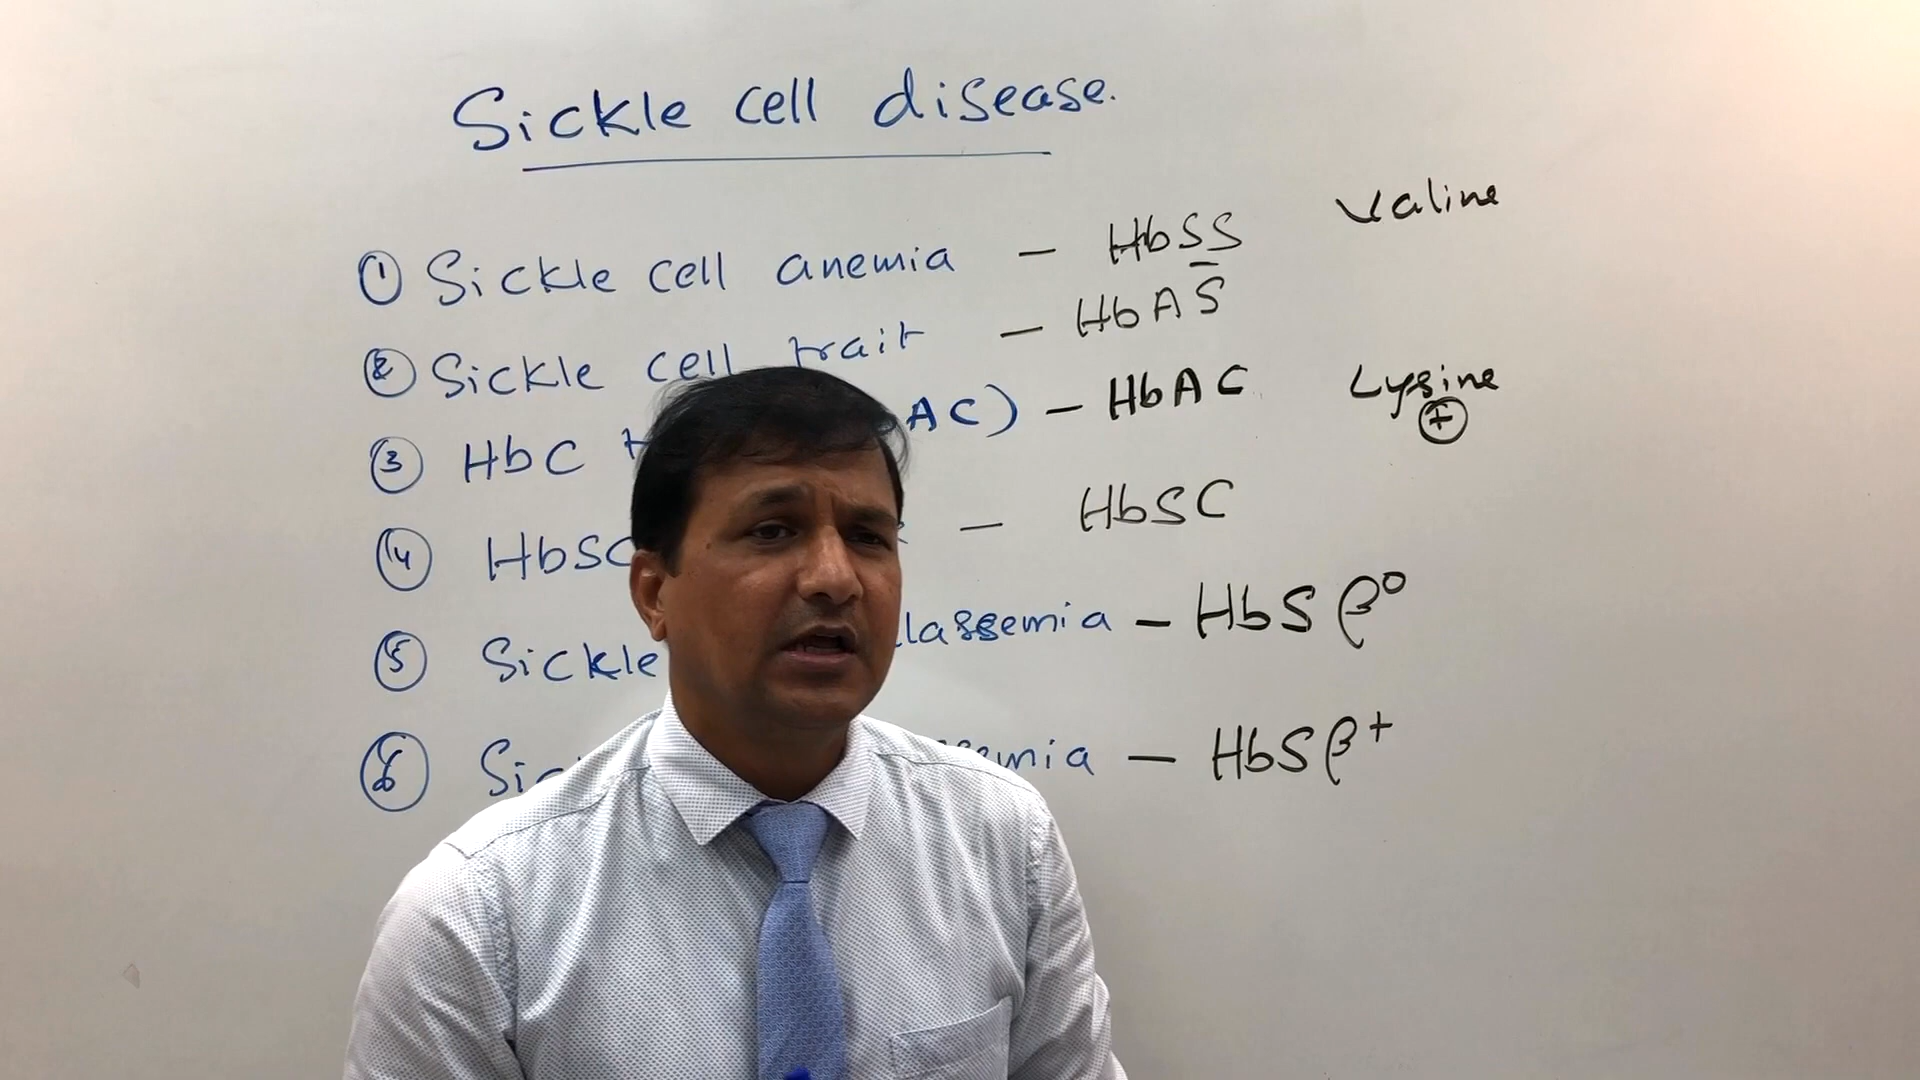 Sickle cell disease.
① Sickle cell anemia - HbSS Valine
② Sickle cell trait - HbAS
③ HbC AC) - HbAC Lysine
+
④ HbSC - HbSC
⑤ Sickle lassemia - HbSβ⁰
⑥ mia - HbSβ⁺